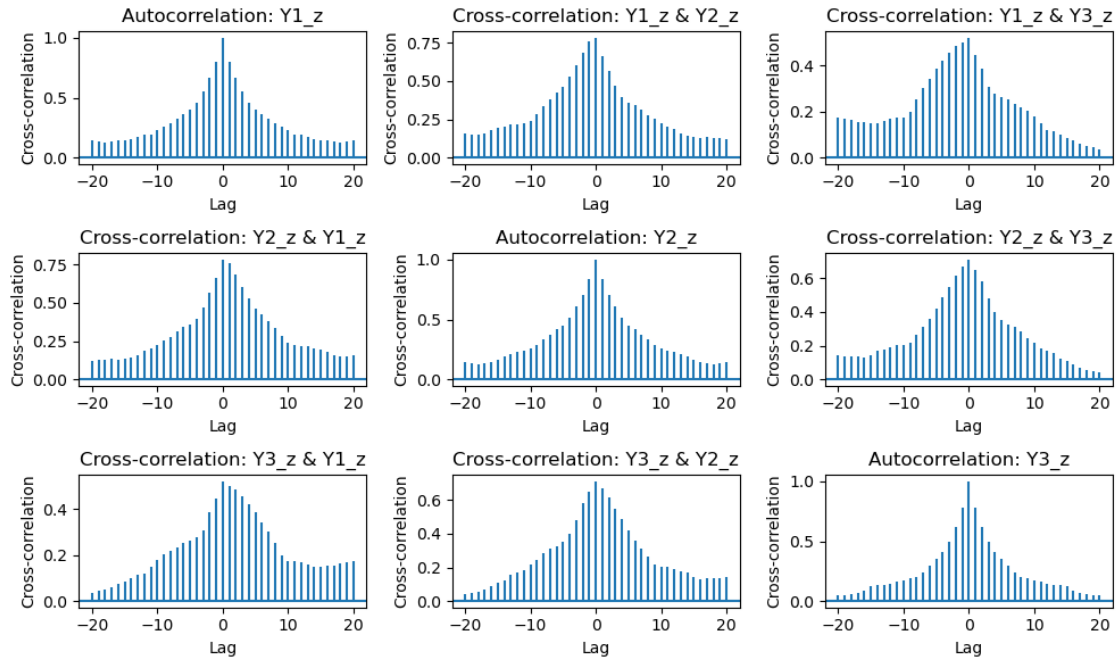 Autocorrelation: Y1_z
Cross-correlation
1.0
0.5
0.0
−20 −10 0 10 20
Lag
Cross-correlation: Y1_z & Y2_z
Cross-correlation
0.75
0.50
0.25
0.00
−20 −10 0 10 20
Lag
Cross-correlation: Y1_z & Y3_z
Cross-correlation
0.4
0.2
0.0
−20 −10 0 10 20
Lag
Cross-correlation: Y2_z & Y1_z
Cross-correlation
0.75
0.50
0.25
0.00
−20 −10 0 10 20
Lag
Autocorrelation: Y2_z
Cross-correlation
1.0
0.5
0.0
−20 −10 0 10 20
Lag
Cross-correlation: Y2_z & Y3_z
Cross-correlation
0.6
0.4
0.2
0.0
−20 −10 0 10 20
Lag
Cross-correlation: Y3_z & Y1_z
Cross-correlation
0.4
0.2
0.0
−20 −10 0 10 20
Lag
Cross-correlation: Y3_z & Y2_z
Cross-correlation
0.6
0.4
0.2
0.0
−20 −10 0 10 20
Lag
Autocorrelation: Y3_z
Cross-correlation
1.0
0.5
0.0
−20 −10 0 10 20
Lag